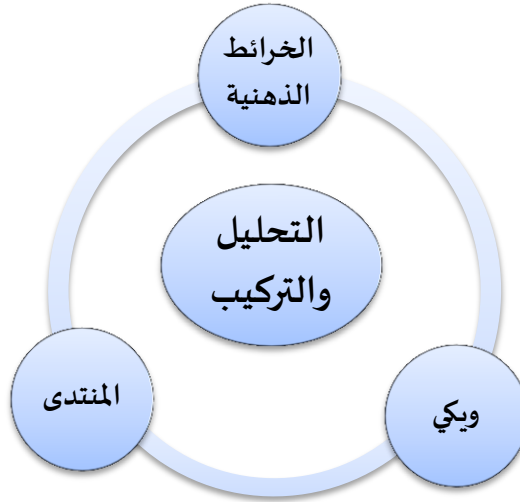 الخرائط
الذهنية
التحليل
والتركيب
المنتدى
ويكي